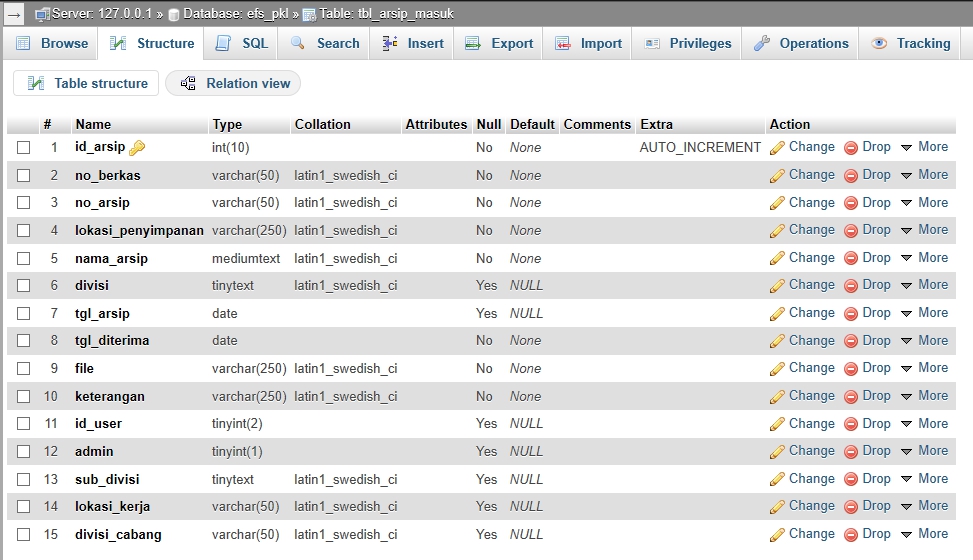 Server: 127.0.0.1 » Database: efs_pkl » Table: tbl_arsip_masuk
Browse Structure SQL Search Insert Export Import Privileges Operations Tracking
Table structure Relation view
# Name Type Collation Attributes Null Default Comments Extra Action
1 id_arsip int(10) No None AUTO_INCREMENT Change Drop More
2 no_berkas varchar(50) latin1_swedish_ci No None Change Drop More
3 no_arsip varchar(50) latin1_swedish_ci No None Change Drop More
4 lokasi_penyimpanan varchar(250) latin1_swedish_ci No None Change Drop More
5 nama_arsip mediumtext latin1_swedish_ci No None Change Drop More
6 divisi tinytext latin1_swedish_ci Yes NULL Change Drop More
7 tgl_arsip date Yes NULL Change Drop More
8 tgl_diterima date No None Change Drop More
9 file varchar(250) latin1_swedish_ci No None Change Drop More
10 keterangan varchar(250) latin1_swedish_ci No None Change Drop More
11 id_user tinyint(2) Yes NULL Change Drop More
12 admin tinyint(1) Yes NULL Change Drop More
13 sub_divisi tinytext latin1_swedish_ci Yes NULL Change Drop More
14 lokasi_kerja varchar(50) latin1_swedish_ci Yes NULL Change Drop More
15 divisi_cabang varchar(50) latin1_swedish_ci Yes NULL Change Drop More